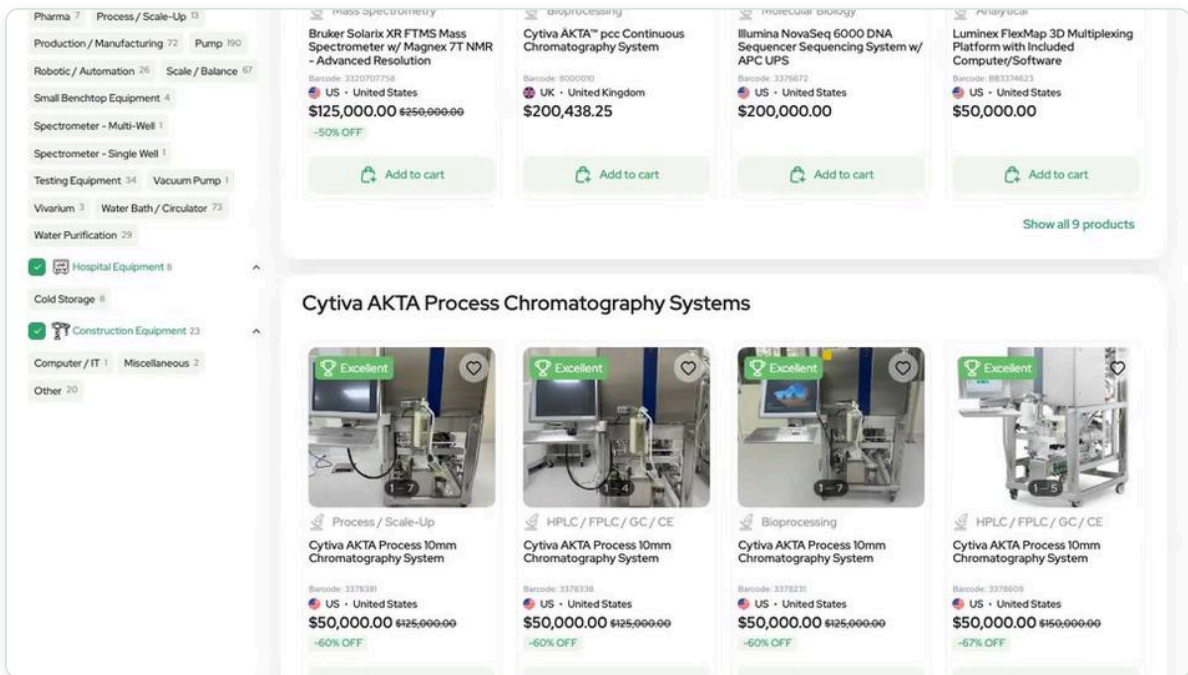 Pharma 7 Process / Scale-Up 13
Production / Manufacturing 72 Pump 190
Robotic / Automation 26 Scale / Balance 67
Small Benchtop Equipment 4
Spectrometer - Multi-Well 1
Spectrometer - Single Well 1
Testing Equipment 34 Vacuum Pump 1
Vivarium 3 Water Bath / Circulator 73
Water Purification 29
Hospital Equipment 8
Cold Storage 8
Construction Equipment 23
Computer / IT 1 Miscellaneous 2
Other 20
Mass Spectrometry
Bruker Solarix XR FTMS Mass
Spectrometer w/ Magnex 7T NMR
- Advanced Resolution
Barcode: 3320707758
US • United States
$125,000.00 $250,000.00
-50% OFF
Add to cart
Bioprocessing
Cytiva ÄKTA™ pcc Continuous
Chromatography System
Barcode: 8000010
UK • United Kingdom
$200,438.25
Add to cart
Molecular Biology
Illumina NovaSeq 6000 DNA
Sequencer Sequencing System w/
APC UPS
Barcode: 3376672
US • United States
$200,000.00
Add to cart
Analytical
Luminex FlexMap 3D Multiplexing
Platform with Included
Computer/Software
Barcode: BB3374623
US • United States
$50,000.00
Add to cart
Show all 9 products
Cytiva AKTA Process Chromatography Systems
Excellent
1—7
Process / Scale-Up
Cytiva AKTA Process 10mm
Chromatography System
Barcode: 3378381
US • United States
$50,000.00 $125,000.00
-60% OFF
Excellent
1—4
HPLC / FPLC / GC / CE
Cytiva AKTA Process 10mm
Chromatography System
Barcode: 3378338
US • United States
$50,000.00 $125,000.00
-60% OFF
Excellent
1—7
Bioprocessing
Cytiva AKTA Process 10mm
Chromatography System
Barcode: 3378231
US • United States
$50,000.00 $125,000.00
-60% OFF
Excellent
1—5
HPLC / FPLC / GC / CE
Cytiva AKTA Process 10mm
Chromatography System
Barcode: 3378609
US • United States
$50,000.00 $150,000.00
-67% OFF